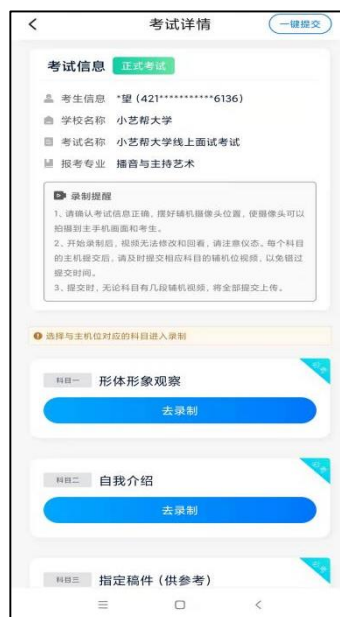 考试详情
一键提交
考试信息 正式考试
考生信息 *望 (421***********6136)
学校名称 小艺帮大学
考试名称 小艺帮大学线上面试考试
报考专业 播音与主持艺术
录制提醒
1、请确认考试信息正确，摆好辅机摄像头位置，使摄像头可以
拍摄到主手机画面和考生。
2、开始录制后，视频无法修改和回看，请注意仪态。每个科目
的主机提交后，请及时提交相应科目的辅机位视频，以免错过
提交时间。
3、提交时，无论科目有几段辅机视频，将全部提交上传。
选择与主机位对应的科目进入录制
必考
科目一 形体形象观察
去录制
必考
科目二 自我介绍
去录制
必考
科目三 指定稿件 (供参考)